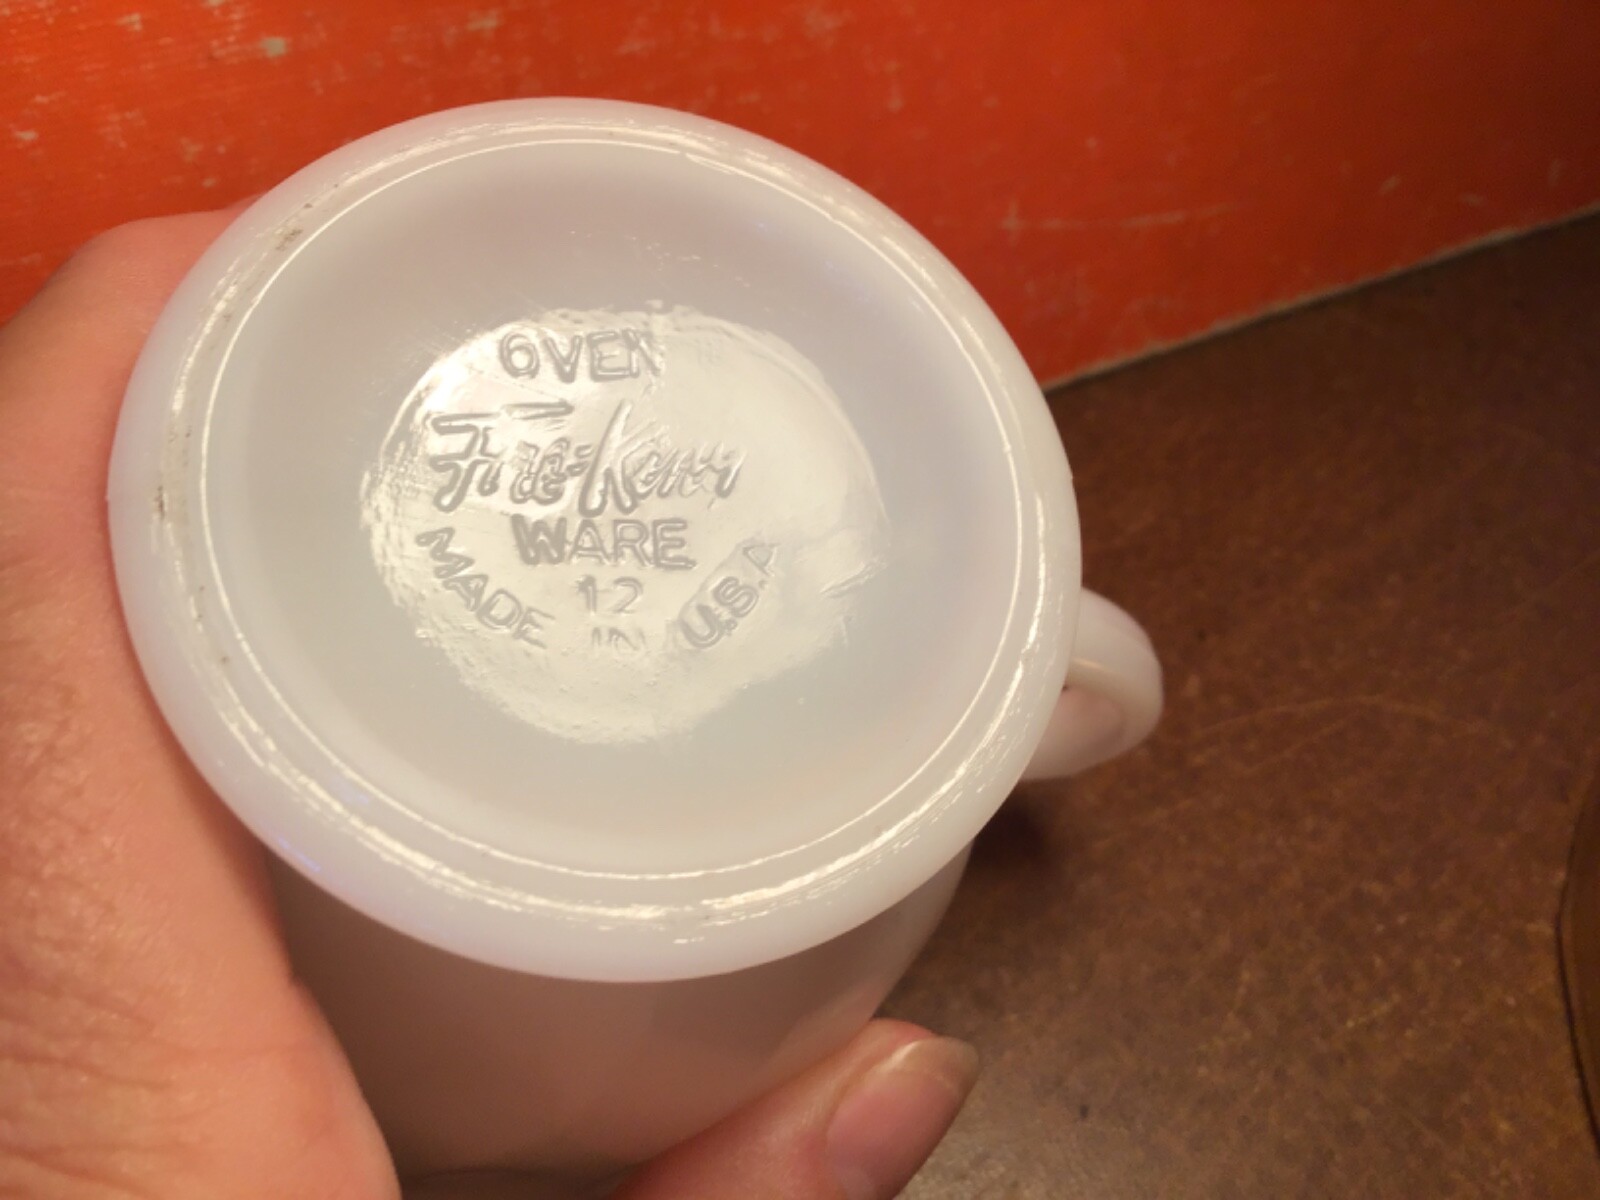 OVEN
Fire-King
WARE
12
MADE IN U.S.A